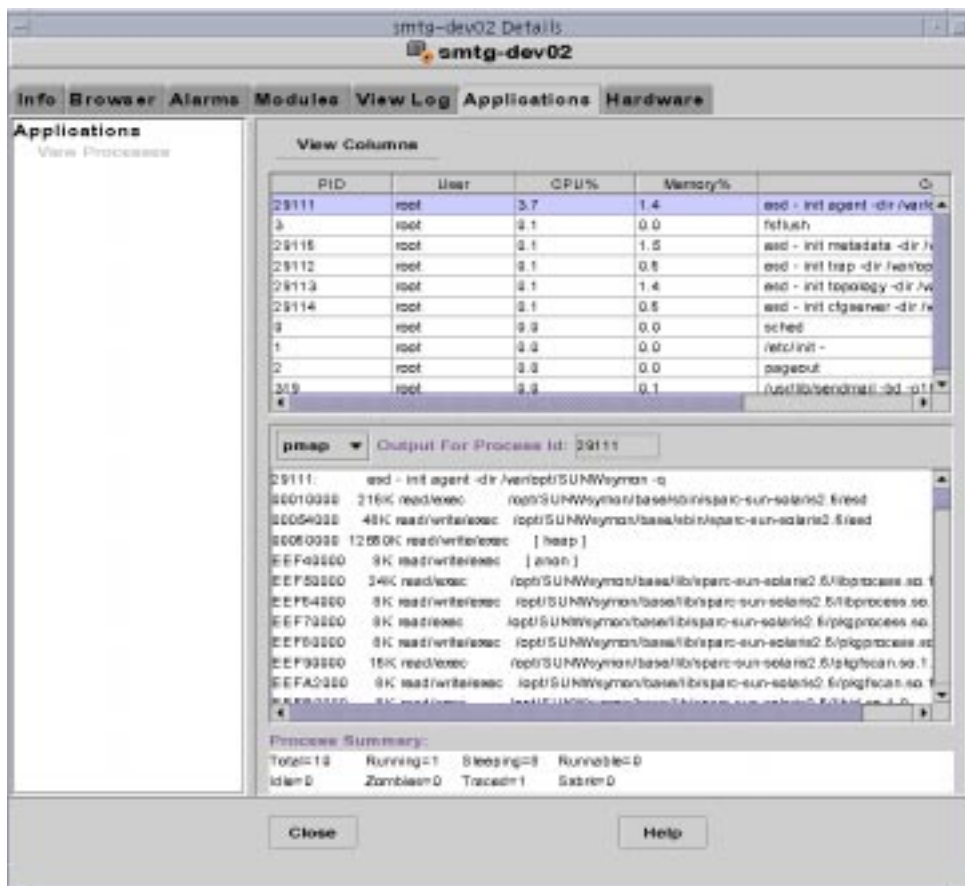 smtg-dev02 Details
smtg-dev02
Info Browser Alarms Modules View Log Applications Hardware
Applications
View Processes
View Columns
PID User CPU% Memory%
29111 root 3.7 1.4 esd - init agent -dir /var/
3 root 0.1 0.0 fsflush
29115 root 0.1 1.5 esd - init metadata -dir
29112 root 0.1 0.5 esd - init trap -dir /var/op
29113 root 0.1 1.4 esd - init topology -dir
29114 root 0.1 0.5 esd - init cfgserver -dir
0 root 0.0 0.0 sched
1 root 0.0 0.0 /etc/init -
2 root 0.0 0.0 pageout
319 root 0.0 0.1 /usr/lib/sendmail -bd
pmap Output For Process Id: 29111
29111: esd - init agent -dir /var/opt/SUNWsymon -q
00010000 216K read/exec /opt/SUNWsymon/base/sbin/sparc-sun-solaris2.6/esd
00054000 48K read/write/exec /opt/SUNWsymon/base/sbin/sparc-sun-solaris2.6/esd
read/write/exec [ heap ]
EEF40000 8K read/write/exec [ anon ]
EEF50000 24K read/exec /opt/SUNWsymon/base/lib/sparc-sun-solaris2.6/libprocess.so.1
8K read/write/exec /opt/SUNWsymon/base/lib/sparc-sun-solaris2.6/libprocess.so.
EEF70000 8K read/exec /opt/SUNWsymon/base/lib/sparc-sun-solaris2.6/pkgprocess.so.
8K read/write/exec /opt/SUNWsymon/base/lib/sparc-sun-solaris2.6/pkgprocess.so
EEF90000 16K read/exec /opt/SUNWsymon/base/lib/sparc-sun-solaris2.6/pkgfscan.so.1.
EEFA2000 8K read/write/exec /opt/SUNWsymon/base/lib/sparc-sun-solaris2.6/pkgfscan.so.1
Process Summary:
Total=10 Running=1 Sleeping=8 Runnable=0
Idle=0 Zombies=0 Traced=1 Sxbrk=0
Close Help